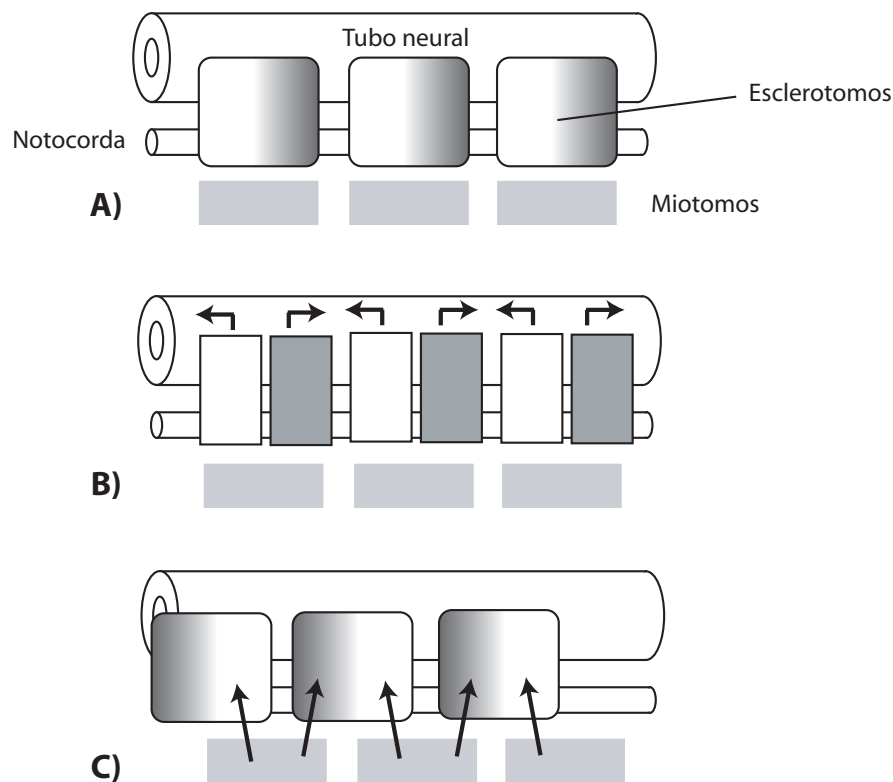 Tubo neural
Esclerotomos
Notocorda
A)
Miotomos
B)
C)